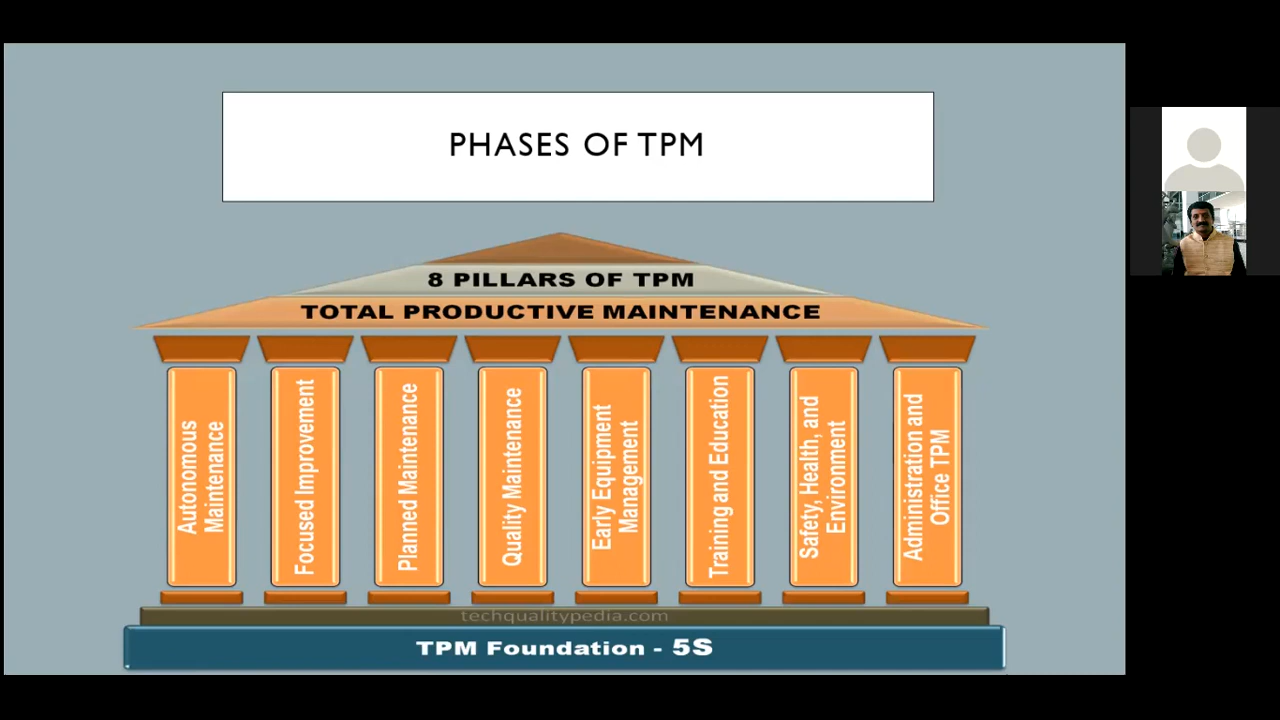 PHASES OF TPM
8 PILLARS OF TPM
TOTAL PRODUCTIVE MAINTENANCE
Autonomous
Maintenance
Focused Improvement
Planned Maintenance
Quality Maintenance
Early Equipment
Management
Training and Education
Safety, Health, and
Environment
Administration and
Office TPM
techqualitypedia.com
TPM Foundation - 5S